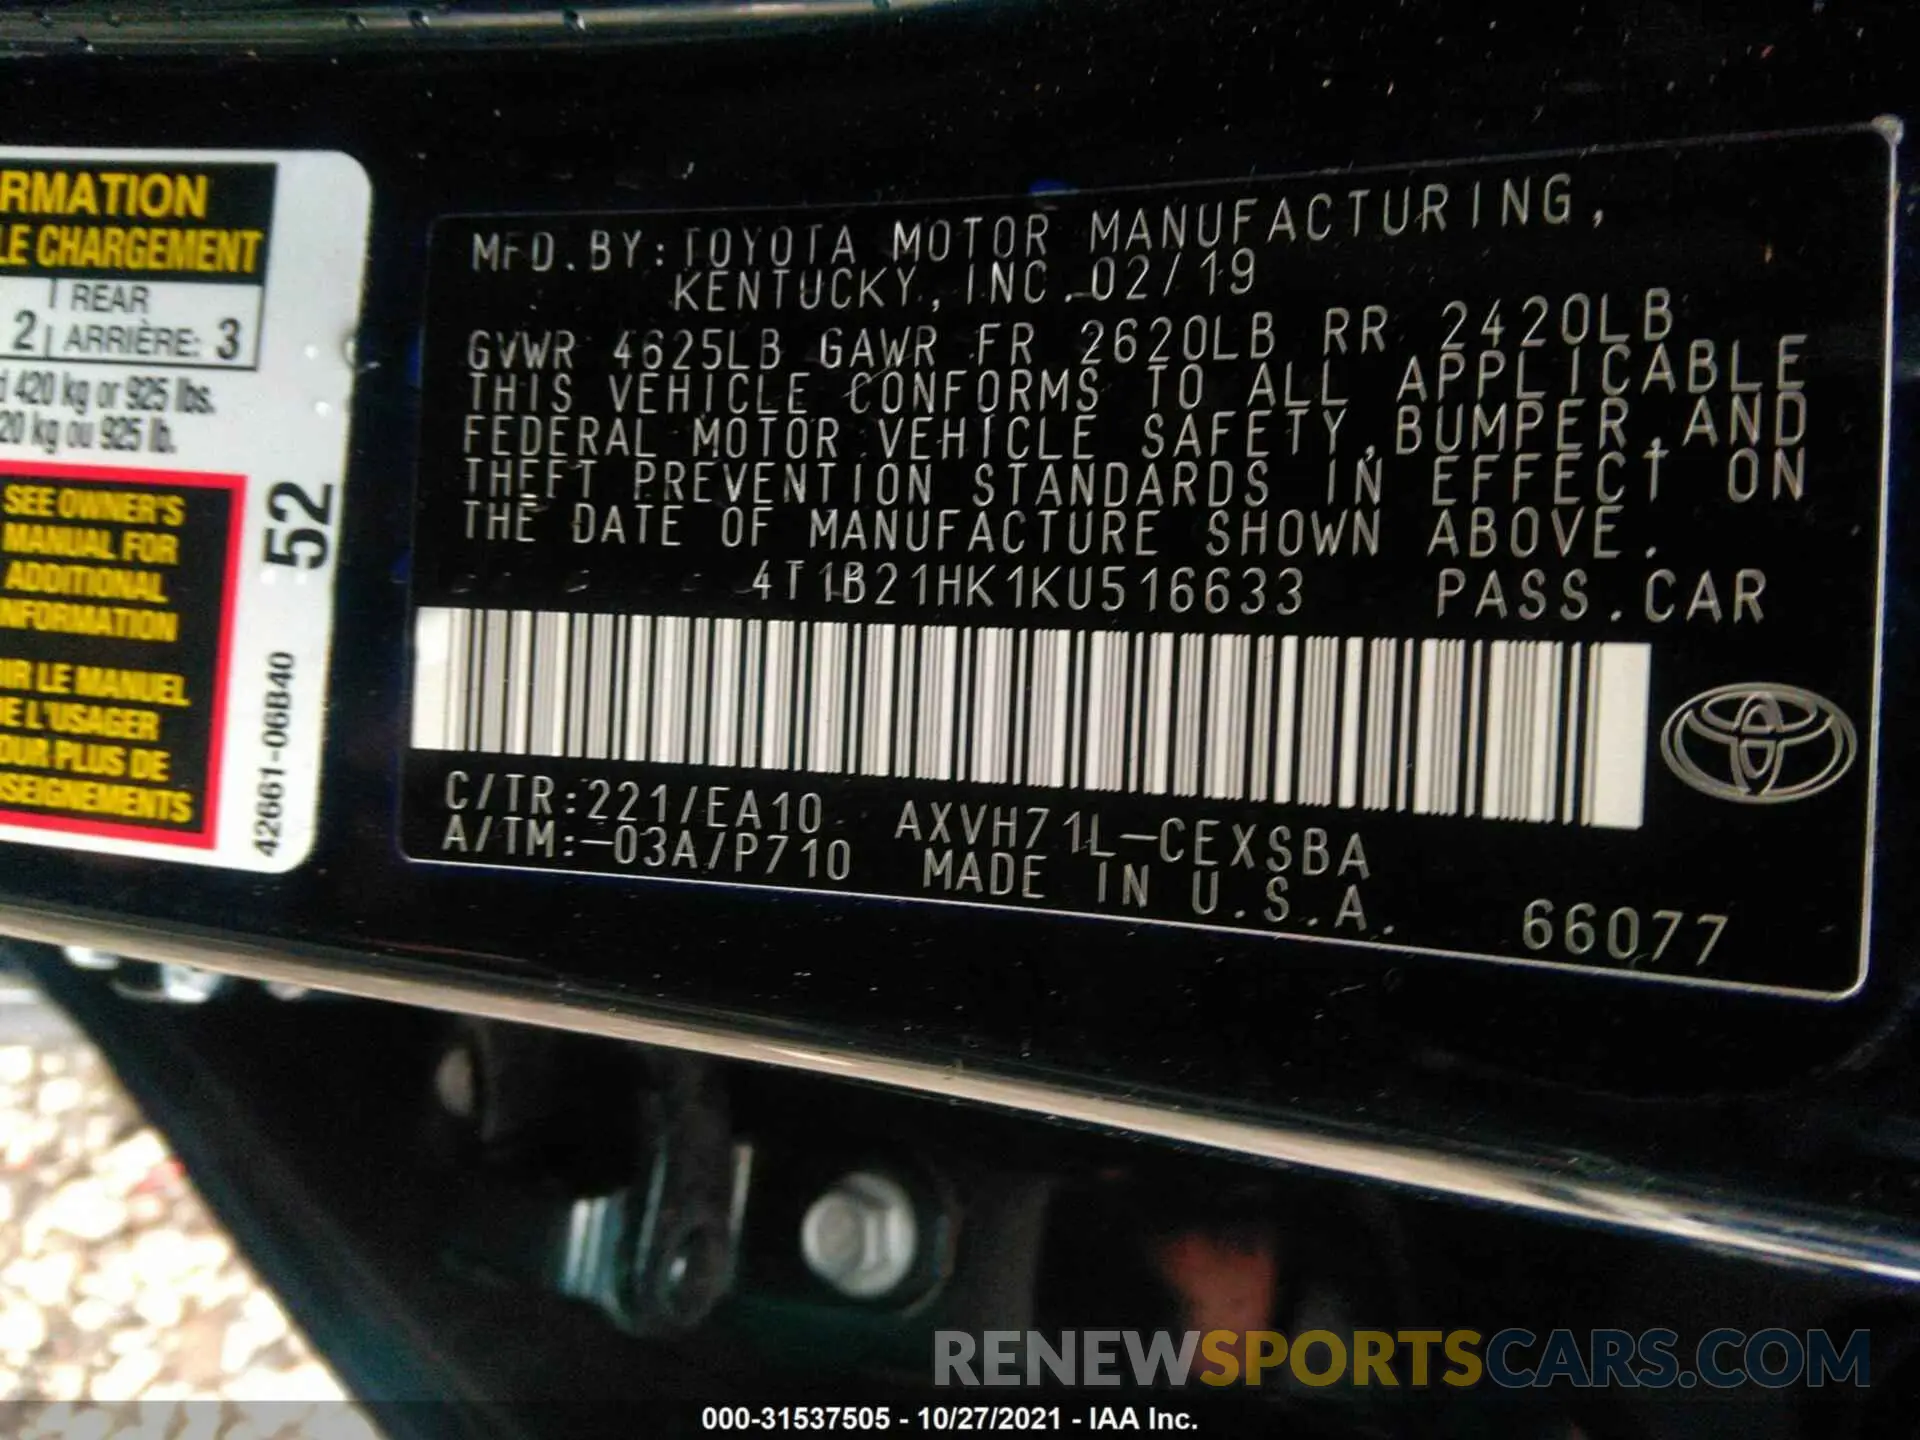 RMATION
LE CHARGEMENT
REAR
2 ARRIÈRE: 3
420 kg or 925 lbs.
20 kg ou 925 lb.
SEE OWNER'S
MANUAL FOR
ADDITIONAL
NFORMATION
IR LE MANUEL
E L'USAGER
OUR PLUS DE
SEIGNEMENTS
52
42661-06B40
MFD. BY: TOYOTA MOTOR MANUFACTURING,
KENTUCKY, INC. 02/19
GVWR 4625LB GAWR FR 2620LB RR 2420LB
THIS VEHICLE CONFORMS TO ALL APPLICABLE
FEDERAL MOTOR VEHICLE SAFETY, BUMPER, AND
THEFT PREVENTION STANDARDS IN EFFECT ON
THE DATE OF MANUFACTURE SHOWN ABOVE.
4T1B21HK1KU516633 PASS. CAR
C/TR:221/EA10 AXVH71L-CEXSBA
A/TM:-03A/P710 MADE IN U.S.A.
66077
RENEWSPORTSCARS.COM
000-31537505 - 10/27/2021 - IAA Inc.